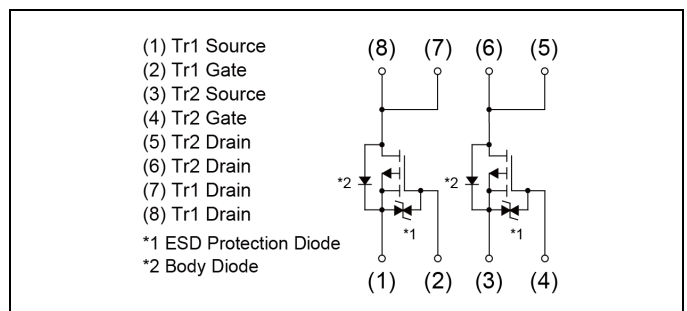 (1) Tr1 Source
(2) Tr1 Gate
(3) Tr2 Source
(4) Tr2 Gate
(5) Tr2 Drain
(6) Tr2 Drain
(7) Tr1 Drain
(8) Tr1 Drain
*1 ESD Protection Diode
*2 Body Diode
(8) (7) (6) (5)
*2 *2
*1 *1
(1) (2) (3) (4)